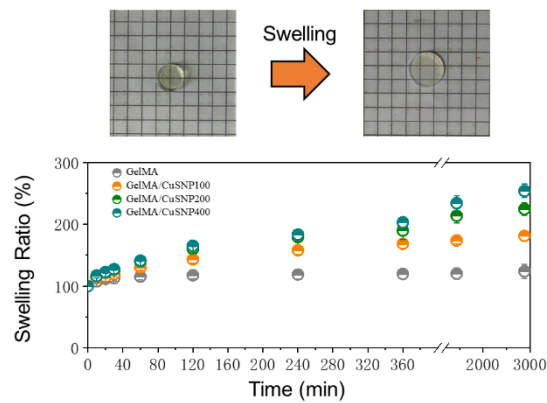 Swelling
300
200
100
0
GelMA
GelMA/CuSNP100
GelMA/CuSNP200
GelMA/CuSNP400
Swelling Ratio (%)
0 40 80 120 160 200 240 280 320 360 2000 3000
Time (min)